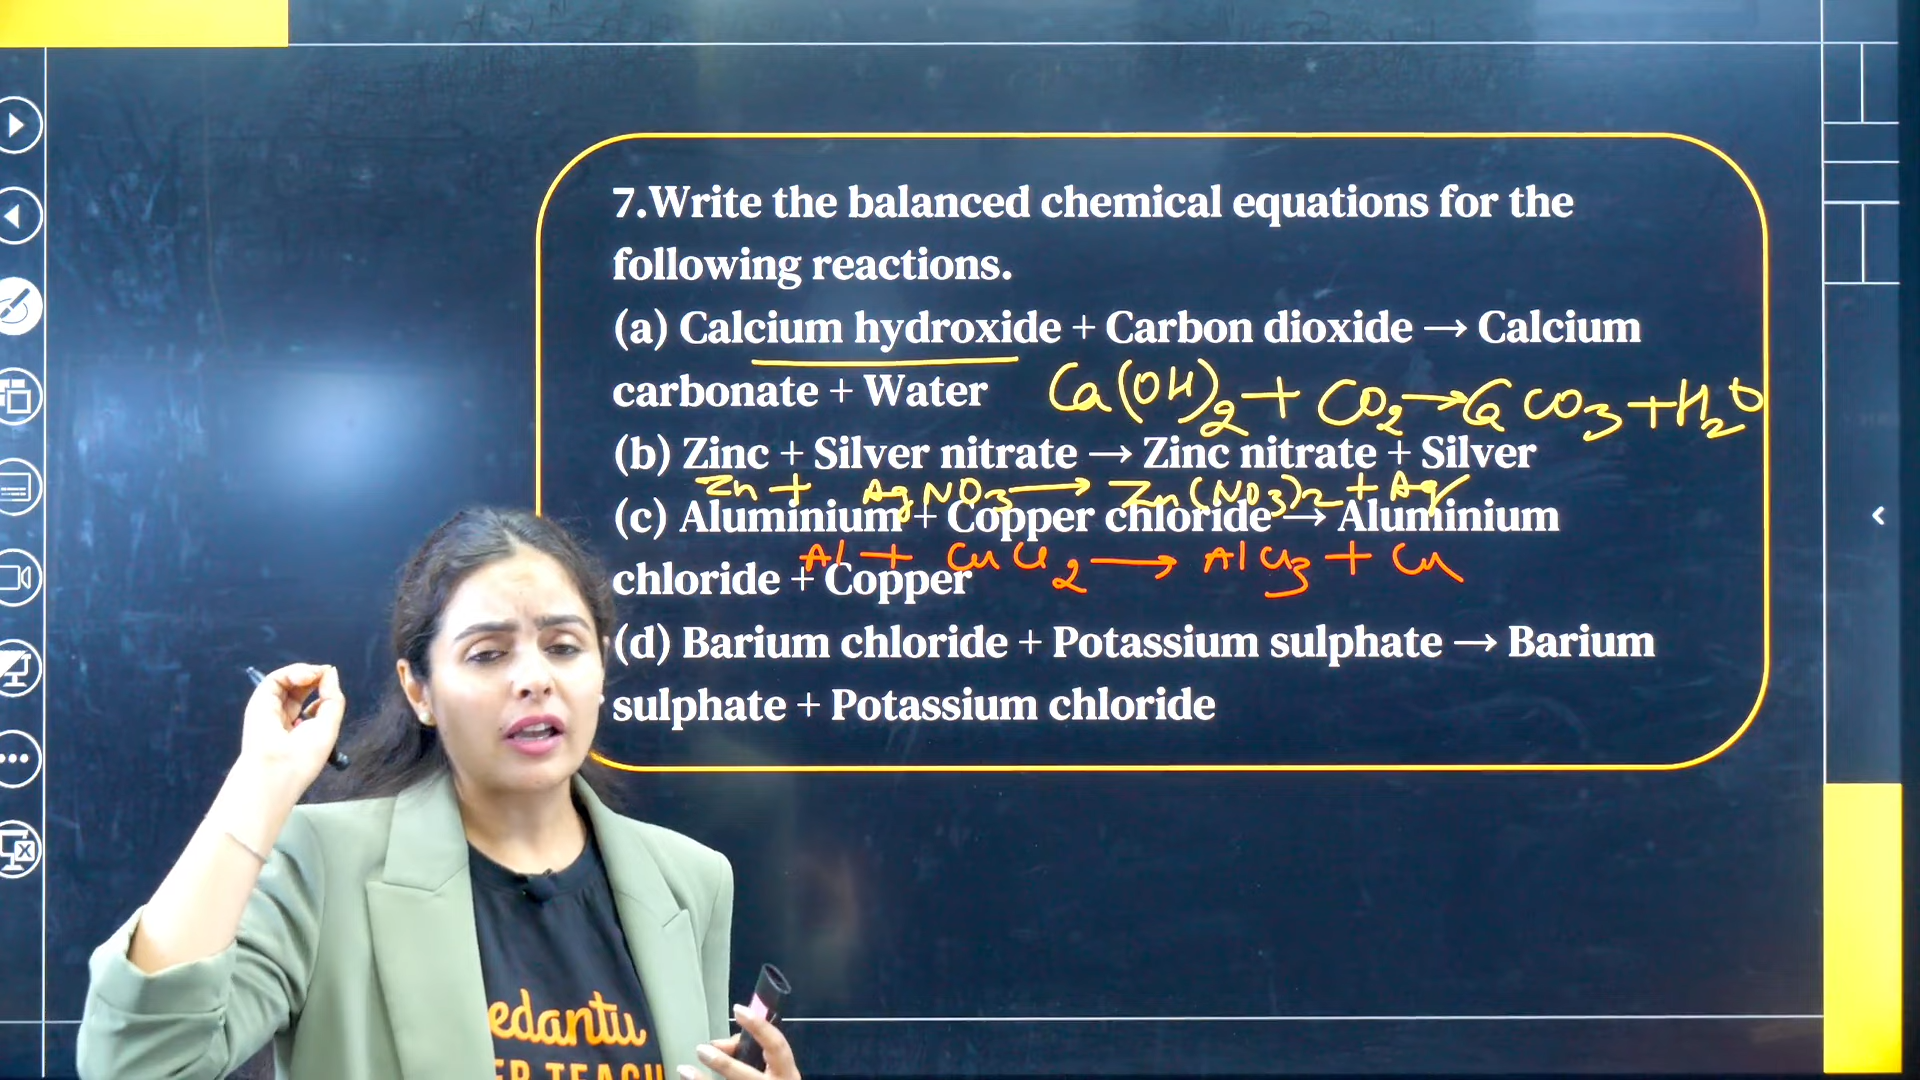 7.Write the balanced chemical equations for the
following reactions.
(a) Calcium hydroxide + Carbon dioxide → Calcium
carbonate + Water
Ca(OH)2 + CO2 → CaCO3 + H2O
(b) Zinc + Silver nitrate → Zinc nitrate + Silver
Zn + AgNO3 → Zn(NO3)2 + Ag
(c) Aluminium + Copper chloride → Aluminium
Al + CuCl2 → AlCl3 + Cu
chloride + Copper
(d) Barium chloride + Potassium sulphate → Barium
sulphate + Potassium chloride
edantu
ER TEACH